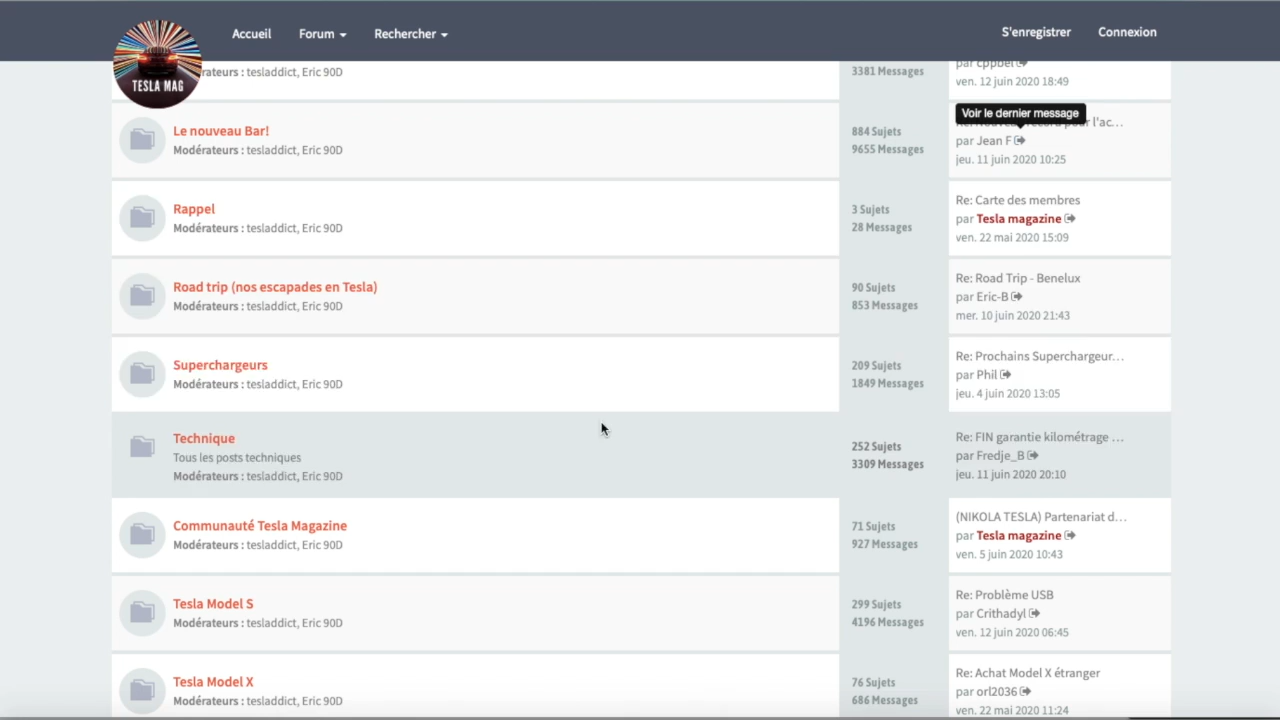 Accueil
Forum
Rechercher
S'enregistrer
Connexion
TESLA MAG
rateurs : tesladdict, Eric 90D
3381 Messages
par cppbel
ven. 12 juin 2020 18:49
Le nouveau Bar!
Modérateurs : tesladdict, Eric 90D
884 Sujets
9655 Messages
Voir le dernier message
l'ac...
par Jean F
jeu. 11 juin 2020 10:25
Rappel
Modérateurs : tesladdict, Eric 90D
3 Sujets
28 Messages
Re: Carte des membres
par Tesla magazine
ven. 22 mai 2020 15:09
Road trip (nos escapades en Tesla)
Modérateurs : tesladdict, Eric 90D
90 Sujets
853 Messages
Re: Road Trip - Benelux
par Eric-B
mer. 10 juin 2020 21:43
Superchargeurs
Modérateurs : tesladdict, Eric 90D
209 Sujets
1849 Messages
Re: Prochains Superchargeur...
par Phil
jeu. 4 juin 2020 13:05
Technique
Tous les posts techniques
Modérateurs : tesladdict, Eric 90D
252 Sujets
3309 Messages
Re: FIN garantie kilométrage ...
par Fredje_B
jeu. 11 juin 2020 20:10
Communauté Tesla Magazine
Modérateurs : tesladdict, Eric 90D
71 Sujets
927 Messages
(NIKOLA TESLA) Partenariat d...
par Tesla magazine
ven. 5 juin 2020 10:43
Tesla Model S
Modérateurs : tesladdict, Eric 90D
299 Sujets
4196 Messages
Re: Problème USB
par Crithadyl
ven. 12 juin 2020 06:45
Tesla Model X
Modérateurs : tesladdict, Eric 90D
76 Sujets
686 Messages
Re: Achat Model X étranger
par orl2036
ven. 22 mai 2020 11:24